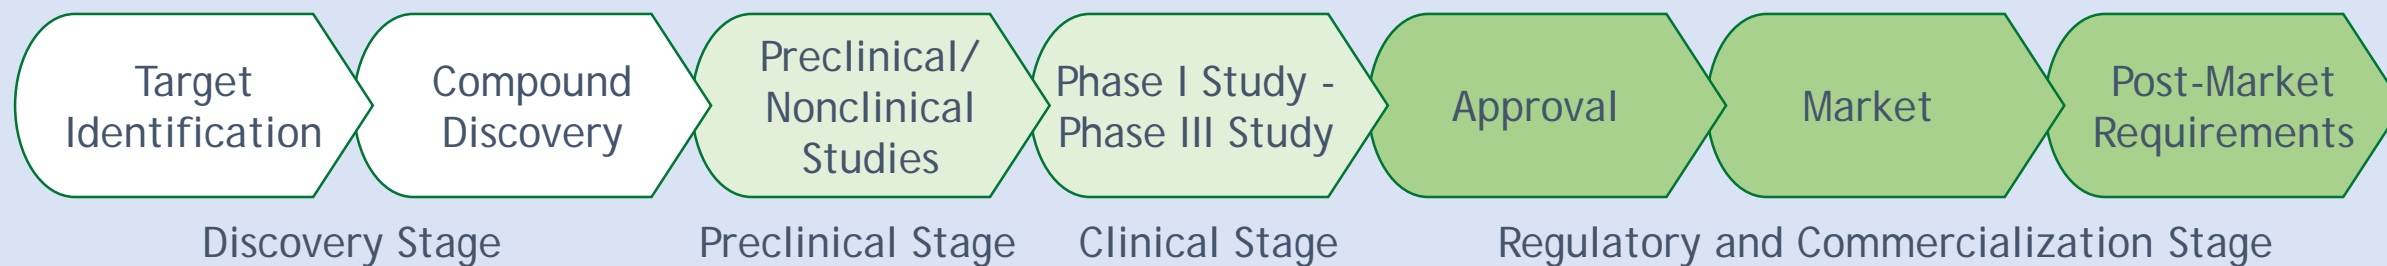 Target
Identification
Compound
Discovery
Preclinical/
Nonclinical
Studies
Phase I Study -
Phase III Study
Approval
Market
Post-Market
Requirements
Discovery Stage
Preclinical Stage
Clinical Stage
Regulatory and Commercialization Stage